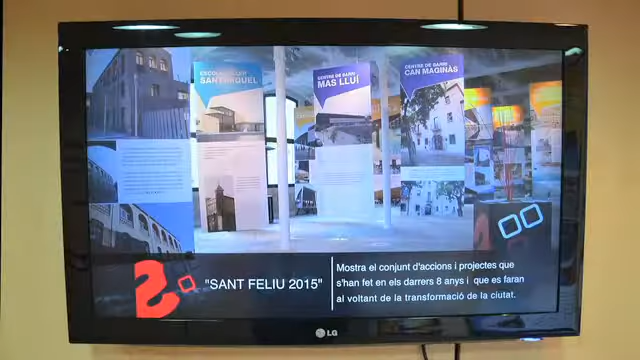 SANT MIQUEL
CENTRE DE BARRI
MAS LLUÍ
CENTRE DE BARRI
CAN MAGINÀS
"SANT FELIU 2015"
Mostra el conjunt d'accions i projectes que
s'han fet en els darrers 8 anys i que es faran
al voltant de la transformació de la ciutat.
LG